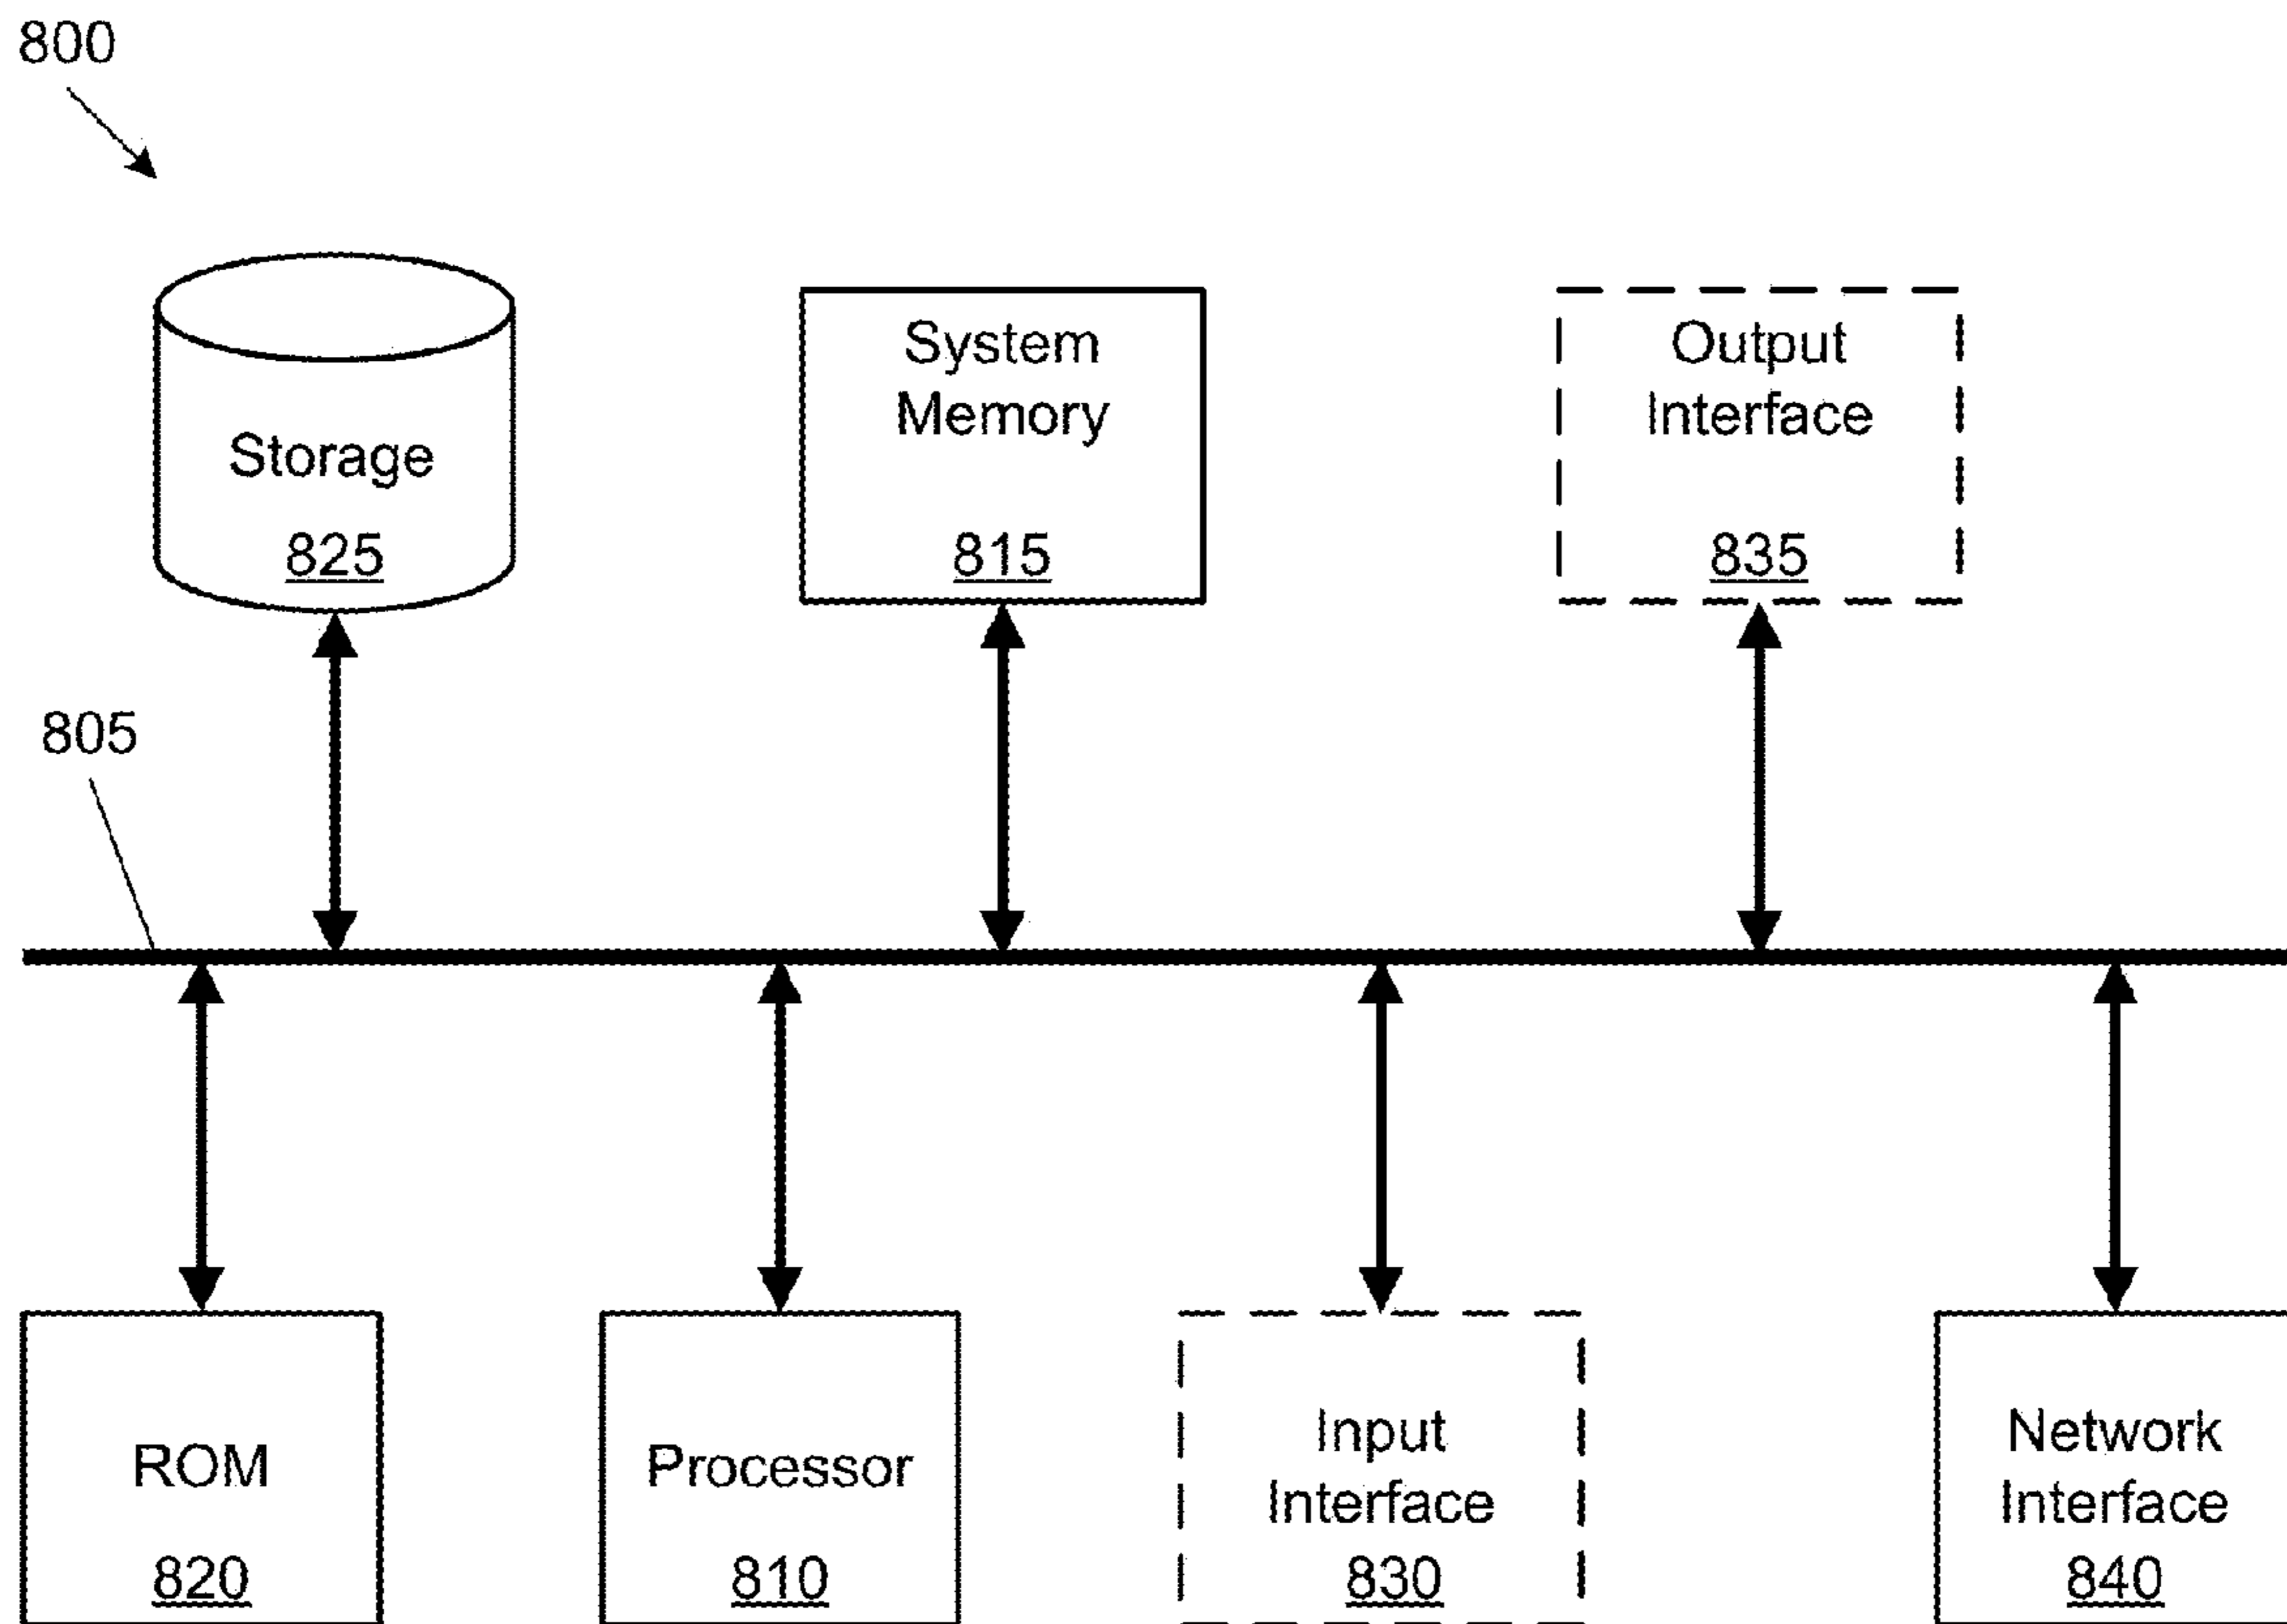 800
Storage
825
System
Memory
815
Output
Interface
835
805
ROM
820
Processor
810
Input
Interface
830
Network
Interface
840